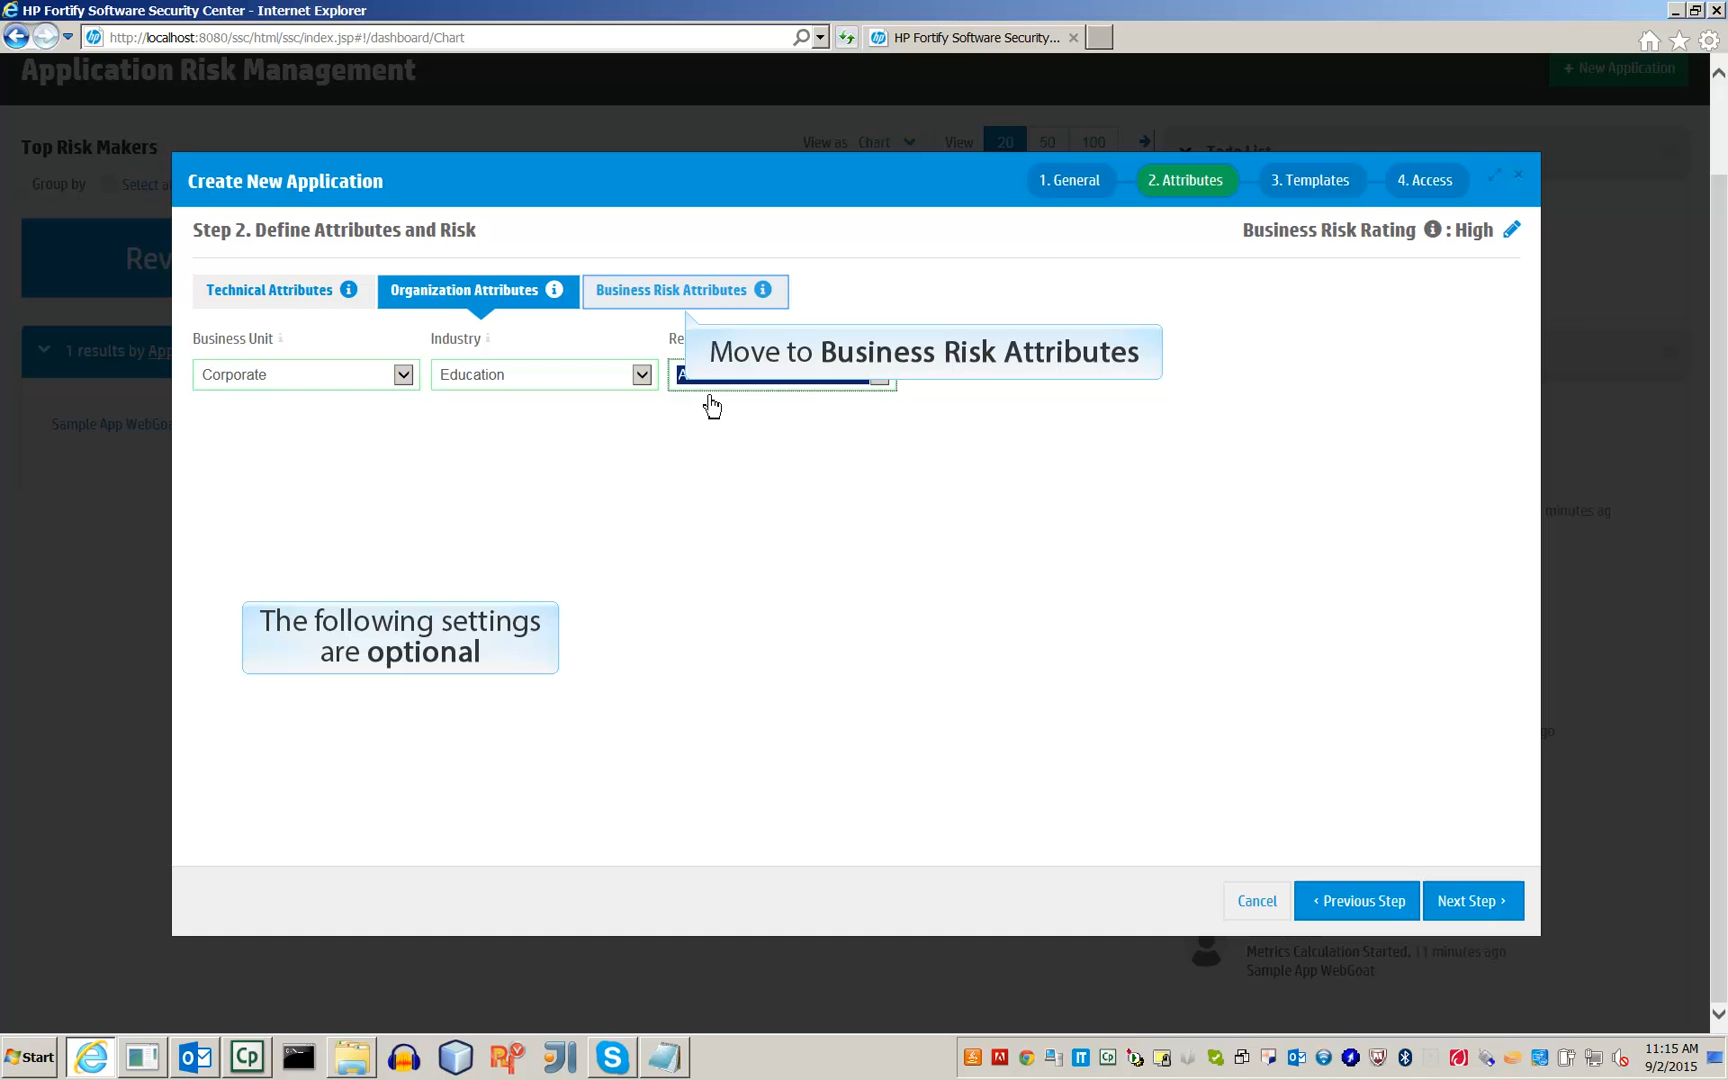 HP Fortify Software Security Center - Internet Explorer
http://localhost:8080/ssc/html/ssc/index.jsp#!/dashboard/Chart
HP Fortify Software Security...
Application Risk Management
+ New Application
Top Risk Makers
View as Chart
View 20 50 100
Todo List
Group by
Create New Application
1. General
2. Attributes
3. Templates
4. Access
Step 2. Define Attributes and Risk
Business Risk Rating : High
Technical Attributes
Organization Attributes
Business Risk Attributes
Business Unit
Industry
Move to Business Risk Attributes
Corporate
Education
1 results by
Sample App
The following settings
are optional
minutes ag
Cancel
‹ Previous Step
Next Step ›
Metrics Calculation Started.
minutes ago
Sample App WebGoat
Start
11:15 AM
9/2/2015